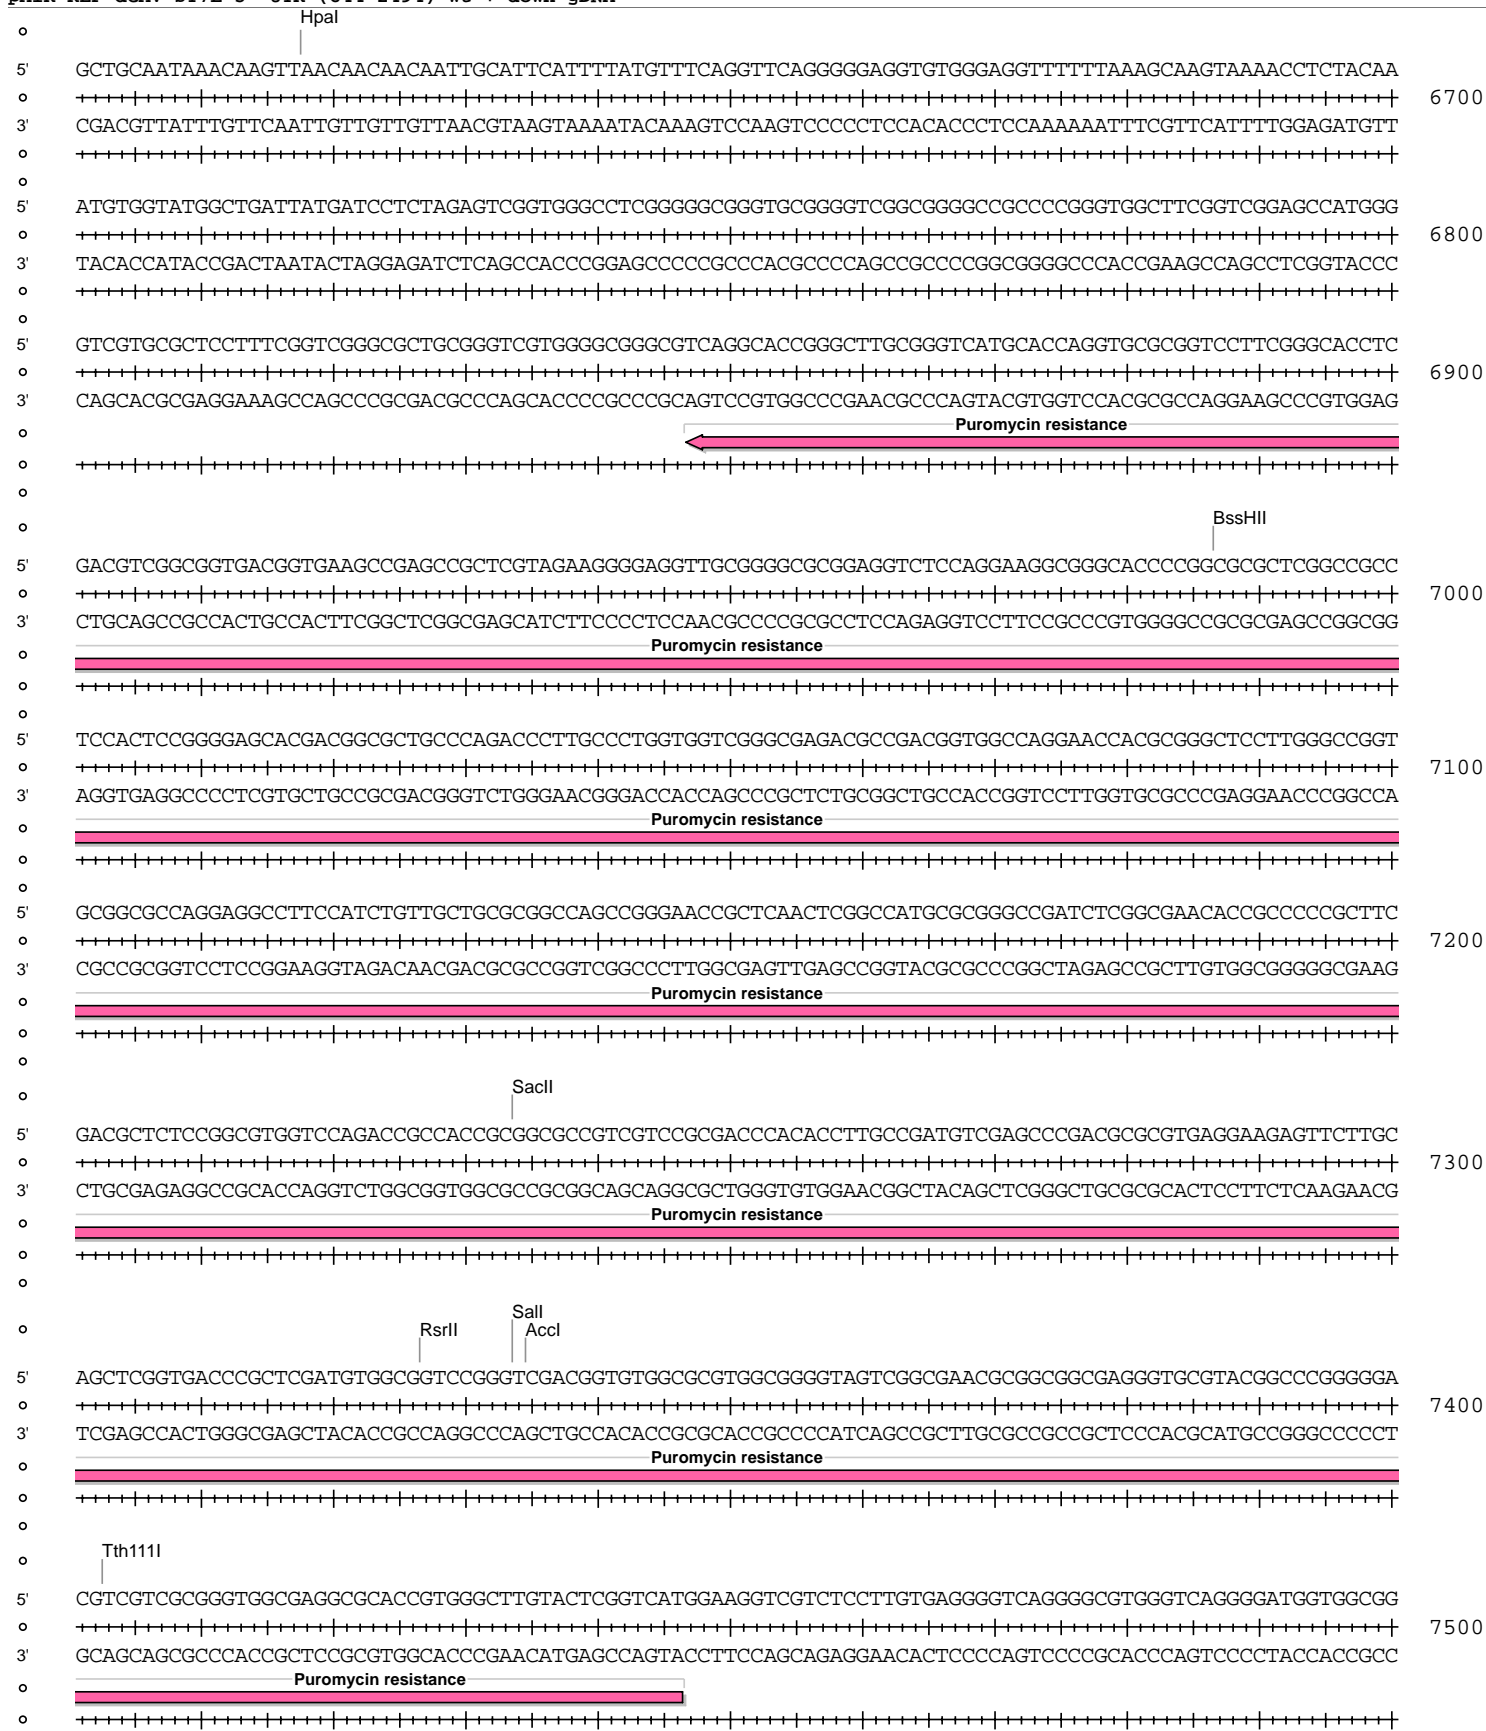 HpaI
5' GCTGCAATAAACAAGTTAACAACAACAATTGCATTCATTTTATGTTTCAGGTTCAGGGGGAGGTGTGGGAGGTTTTTTAAAGCAAGTAAAACCTCTACAA
6700
3' CGACGTTATTTGTTCAATTGTTGTTGTTAACGTAAGTAAAATACAAAGTCCAAGTCCCCCTCCACACCCTCCAAAAAATTTCGTTCATTTTGGAGATGTT
5' ATGTGGTATGGCTGATTATGATCCTCTAGAGTCGGTGGGCCTCGGGGGCGGGTGCGGGGTCGGCGGGGCCGCCCCGGGTGGCTTCGGTCGGAGCCATGGG
6800
3' TACACCATACCGACTAATACTAGGAGATCTCAGCCACCCGGAGCCCCCGCCCACGCCCCAGCCGCCCCGGCGGGGCCCACCGAAGCCAGCCTCGGTACCC
5' GTCGTGCGCTCCTTTCGGTCGGGCGCTGCGGGTCGTGGGGCGGGCGTCAGGCACCGGGCTTGCGGGTCATGCACCAGGTGCGCGGTCCTTCGGGCACCTC
6900
3' CAGCACGCGAGGAAAGCCAGCCCGCGACGCCCAGCACCCCGCCCGCAGTCCGTGGCCCGAACGCCCAGTACGTGGTCCACGCGCCAGGAAGCCCGTGGAG
Puromycin resistance
BssHII
5' GACGTCGGCGGTGACGGTGAAGCCGAGCCGCTCGTAGAAGGGGAGGTTGCGGGGCGCGGAGGTCTCCAGGAAGGCGGGCACCCCGGCGCGCTCGGCCGCC
7000
3' CTGCAGCCGCCACTGCCACTTCGGCTCGGCGAGCATCTTCCCCTCCAACGCCCCGCGCCTCCAGAGGTCCTTCCGCCCGTGGGGCCGCGCGAGCCGGCGG
Puromycin resistance
5' TCCACTCCGGGGAGCACGACGGCGCTGCCCAGACCCTTGCCCTGGTGGTCGGGCGAGACGCCGACGGTGGCCAGGAACCACGCGGGCTCCTTGGGCCGGT
7100
3' AGGTGAGGCCCCTCGTGCTGCCGCGACGGGTCTGGGAACGGGACCACCAGCCCGCTCTGCGGCTGCCACCGGTCCTTGGTGCGCCCGAGGAACCCGGCCA
Puromycin resistance
5' GCGGCGCCAGGAGGCCTTCCATCTGTTGCTGCGCGGCCAGCCGGGAACCGCTCAACTCGGCCATGCGCGGGCCGATCTCGGCGAACACCGCCCCCGCTTC
7200
3' CGCCGCGGTCCTCCGGAAGGTAGACAACGACGCGCCGGTCGGCCCTTGGCGAGTTGAGCCGGTACGCGCCCGGCTAGAGCCGCTTGTGGCGGGGGCGAAG
Puromycin resistance
SacII
5' GACGCTCTCCGGCGTGGTCCAGACCGCCACCGCGGCGCCGTCGTCCGCGACCCACACCTTGCCGATGTCGAGCCCGACGCGCGTGAGGAAGAGTTCTTGC
7300
3' CTGCGAGAGGCCGCACCAGGTCTGGCGGTGGCGCCGCGGCAGCAGGCGCTGGGTGTGGAACGGCTACAGCTCGGGCTGCGCGCACTCCTTCTCAAGAACG
Puromycin resistance
SalI
RsrII AccI
5' AGCTCGGTGACCCGCTCGATGTGGCGGTCCGGGTCGACGGTGTGGCGCGTGGCGGGGTAGTCGGCGAACGCGGCGGCGAGGGTGCGTACGGCCCGGGGGA
7400
3' TCGAGCCACTGGGCGAGCTACACCGCCAGGCCCAGCTGCCACACCGCGCACCGCCCCATCAGCCGCTTGCGCCGCCGCTCCCACGCATGCCGGGCCCCCT
Puromycin resistance
Tth111I
5' CGTCGTCGCGGGTGGCGAGGCGCACCGTGGGCTTGTACTCGGTCATGGAAGGTCGTCTCCTTGTGAGGGGTCAGGGGCGTGGGTCAGGGGATGGTGGCGG
7500
3' GCAGCAGCGCCCACCGCTCCGCGTGGCACCCGAACATGAGCCAGTACCTTCCAGCAGAGGAACACTCCCCAGTCCCCGCACCCAGTCCCCTACCACCGCC
Puromycin resistance